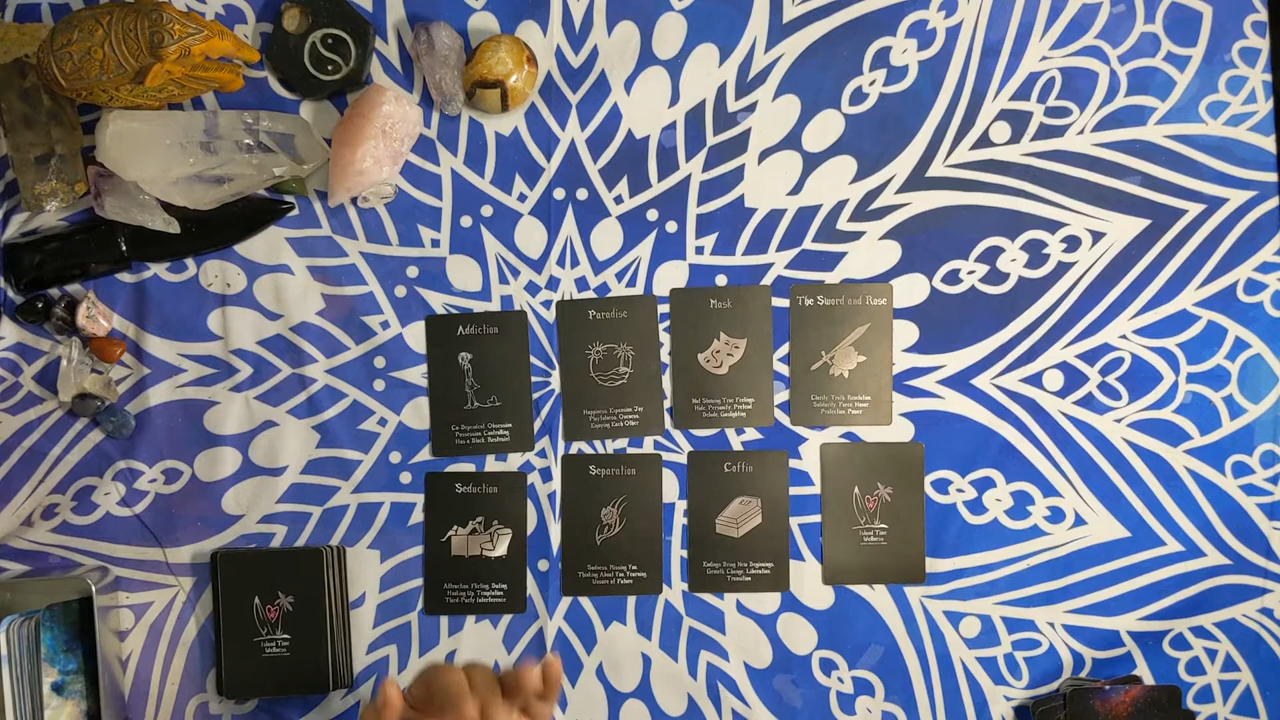 Addiction
Co-Dependent, Obsession
Possession, Controlling
Has a Block, Restraint
Paradise
Happiness, Expansion, Joy
Playfulness, Oneness,
Enjoying Each Other
Mask
Not Showing True Feelings
Hide, Persona, Pretend
Delude, Gaslighting
The Sword and Rose
Clarity, Truth, Resolution,
Solidarity, Force, Honor,
Protection, Power
Seduction
Attraction, Flirting, Dating
Hooking Up, Temptation,
Third-Party Interference
Separation
Sadness, Missing You,
Thinking About You, Yearning,
Unsure of Future
Coffin
RIP
Endings Bring New Beginnings,
Growth, Change, Liberation,
Transition
Island Time
Wellness
Island Time
Wellness